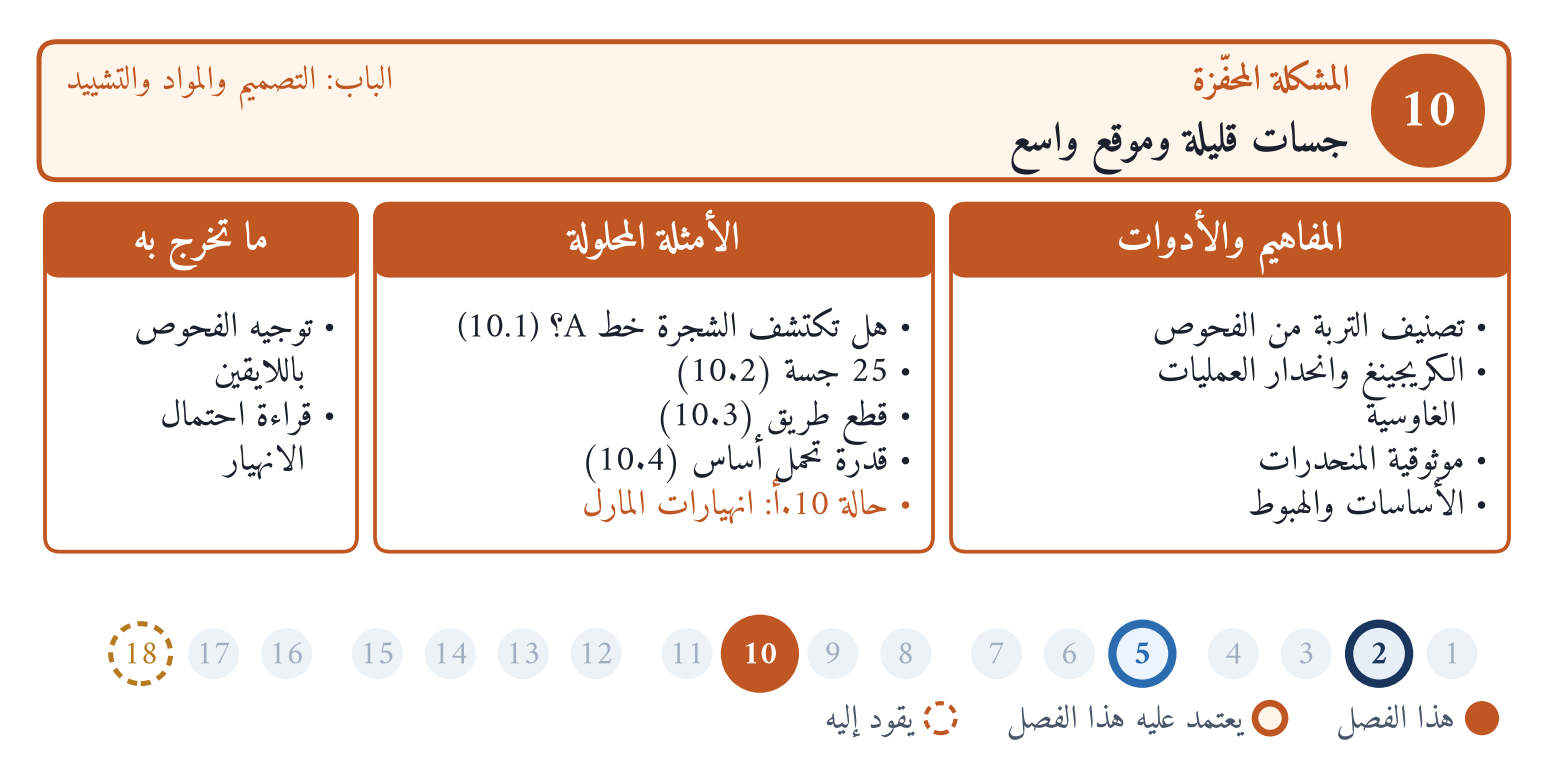 10
المشكلة المحفّزة
الباب: التصميم والمواد والتشييد
جسات قليلة وموقع واسع
المفاهيم والأدوات
• تصنيف التربة من الفحوص
• الكريجينغ وانحدار العمليات
الغاوسية
• موثوقية المنحدرات
• الأساسات والهبوط
الأمثلة المحلولة
• هل تكتشف الشجرة خط A؟ (10.1)
• 25 جسة (10.2)
• قطع طريق (10.3)
• قدرة تحمل أساس (10.4)
• حالة 10.أ: انهيارات المارل
ما تخرج به
• توجيه الفحوص
باللايقين
• قراءة احتمال
الانهيار
1 2 3 4 5 6 7 8 9 10 11 12 13 14 15 16 17 18
هذا الفصل
يعتمد عليه هذا الفصل
يقود إليه